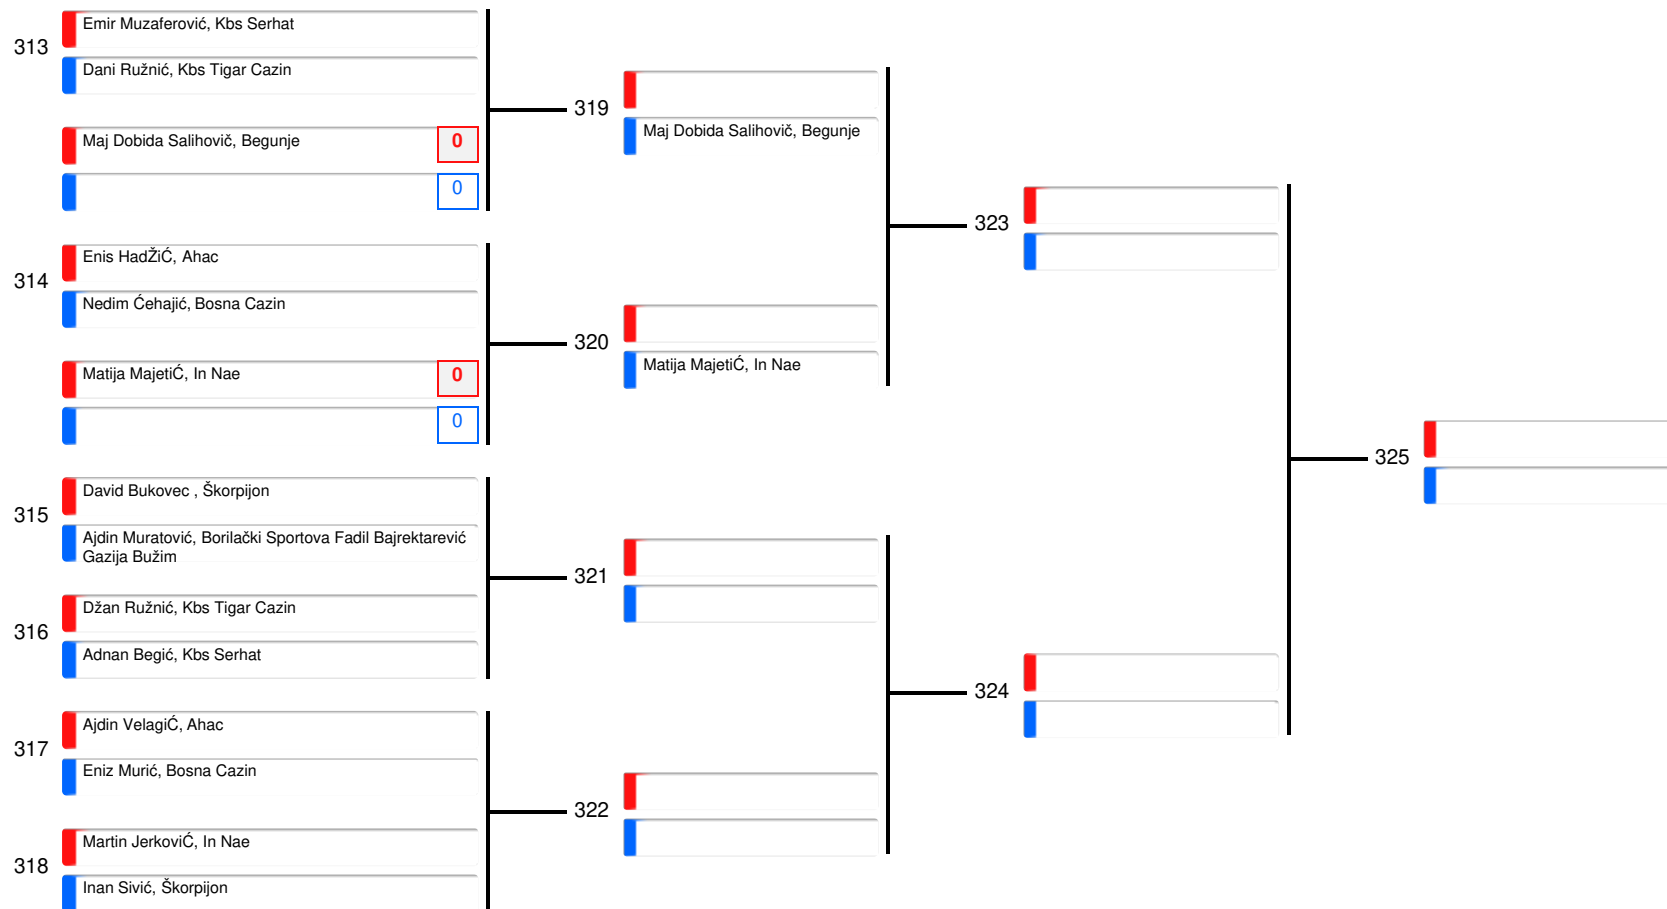 313
Emir Muzaferović, Kbs Serhat
Dani Ružnić, Kbs Tigar Cazin
Maj Dobida Salihovič, Begunje
0
0
314
Enis HadŽiĆ, Ahac
Nedim Ćehajić, Bosna Cazin
Matija MajetiĆ, In Nae
0
0
315
David Bukovec , Škorpijon
Ajdin Muratović, Borilački Sportova Fadil Bajrektarević
Gazija Bužim
316
Džan Ružnić, Kbs Tigar Cazin
Adnan Begić, Kbs Serhat
317
Ajdin VelagiĆ, Ahac
Eniz Murić, Bosna Cazin
318
Martin JerkoviĆ, In Nae
Inan Sivić, Škorpijon
319
Maj Dobida Salihovič, Begunje
320
Matija MajetiĆ, In Nae
321
322
323
324
325